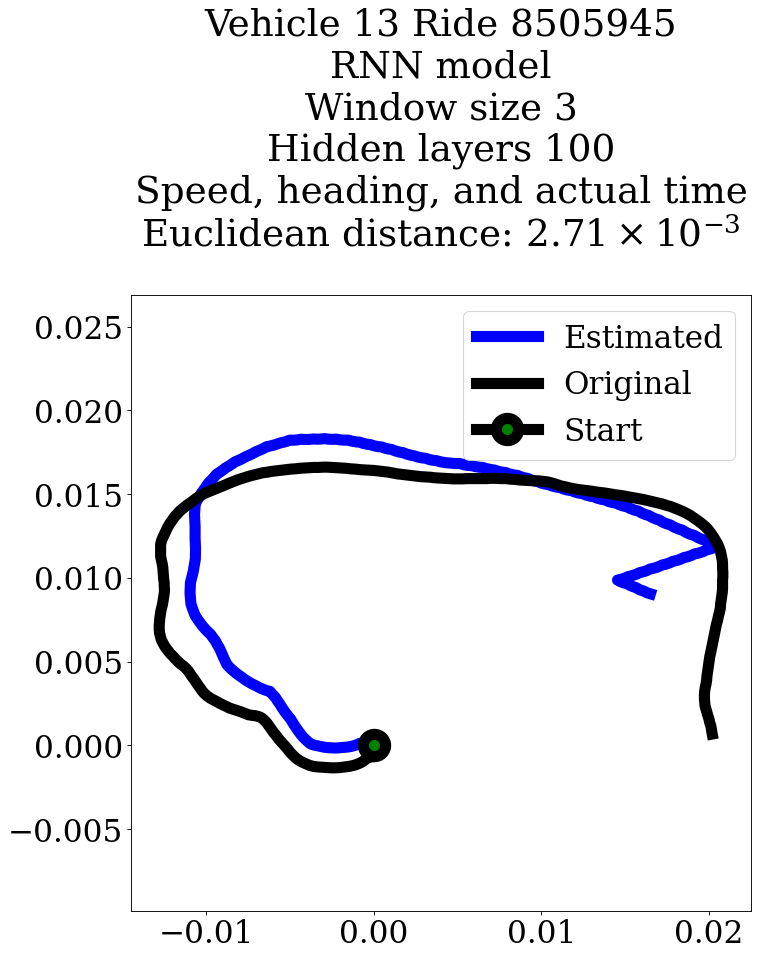 Vehicle 13 Ride 8505945
RNN model
Window size 3
Hidden layers 100
Speed, heading, and actual time
Euclidean distance: 2.71 × 10⁻³
Estimated
Original
Start
0.025
0.020
0.015
0.010
0.005
0.000
−0.005
−0.01 0.00 0.01 0.02